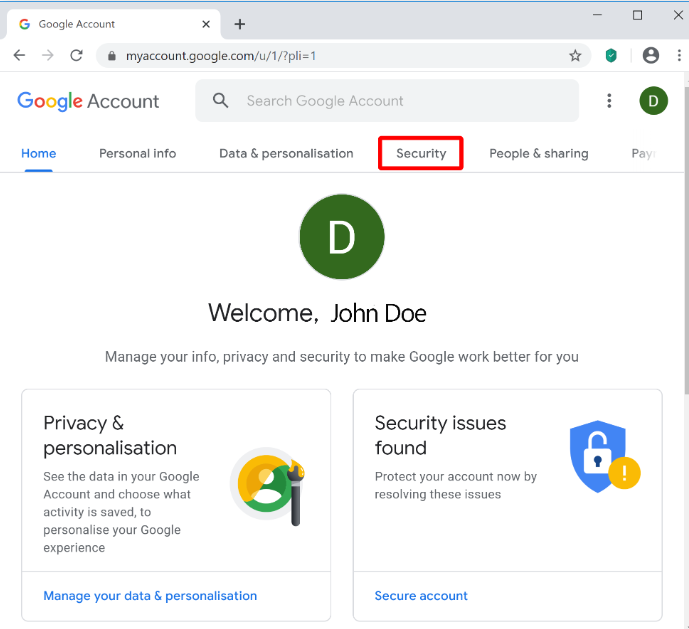 Google Account
myaccount.google.com/u/1/?pli=1
Google Account
Search Google Account
D
Home Personal info Data & personalisation Security People & sharing Pay
D
Welcome, John Doe
Manage your info, privacy and security to make Google work better for you
Privacy &
personalisation
See the data in your Google
Account and choose what
activity is saved, to
personalise your Google
experience
Manage your data & personalisation
Security issues
found
Protect your account now by
resolving these issues
!
Secure account